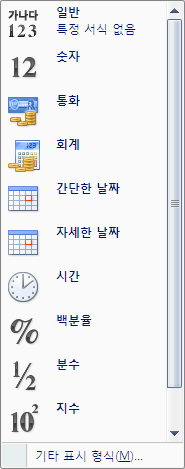 가나다
123
일반
특정 서식 없음
12
숫자
통화
123
회계
간단한 날짜
자세한 날짜
시간
%
백분율
½
분수
10²
지수
기타 표시 형식(M)...